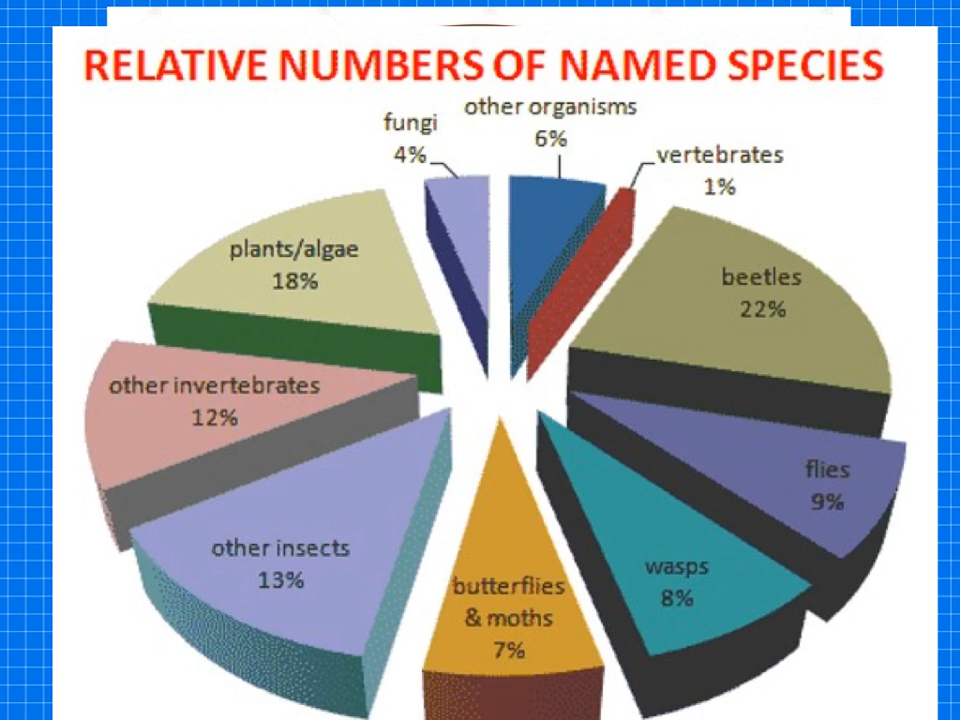 RELATIVE NUMBERS OF NAMED SPECIES
other organisms
6%
fungi
4%
vertebrates
1%
plants/algae
18%
beetles
22%
other invertebrates
12%
flies
9%
other insects
13%
wasps
8%
butterflies
& moths
7%